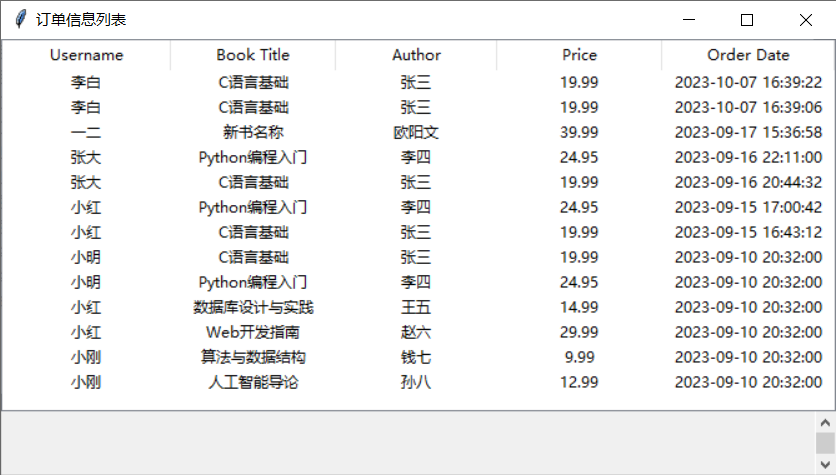 订单信息列表
Username Book Title Author Price Order Date
李白 C语言基础 张三 19.99 2023-10-07 16:39:22
李白 C语言基础 张三 19.99 2023-10-07 16:39:06
一二 新书名称 欧阳文 39.99 2023-09-17 15:36:58
张大 Python编程入门 李四 24.95 2023-09-16 22:11:00
张大 C语言基础 张三 19.99 2023-09-16 20:44:32
小红 Python编程入门 李四 24.95 2023-09-15 17:00:42
小红 C语言基础 张三 19.99 2023-09-15 16:43:12
小明 C语言基础 张三 19.99 2023-09-10 20:32:00
小明 Python编程入门 李四 24.95 2023-09-10 20:32:00
小红 数据库设计与实践 王五 14.99 2023-09-10 20:32:00
小红 Web开发指南 赵六 29.99 2023-09-10 20:32:00
小刚 算法与数据结构 钱七 9.99 2023-09-10 20:32:00
小刚 人工智能导论 孙八 12.99 2023-09-10 20:32:00